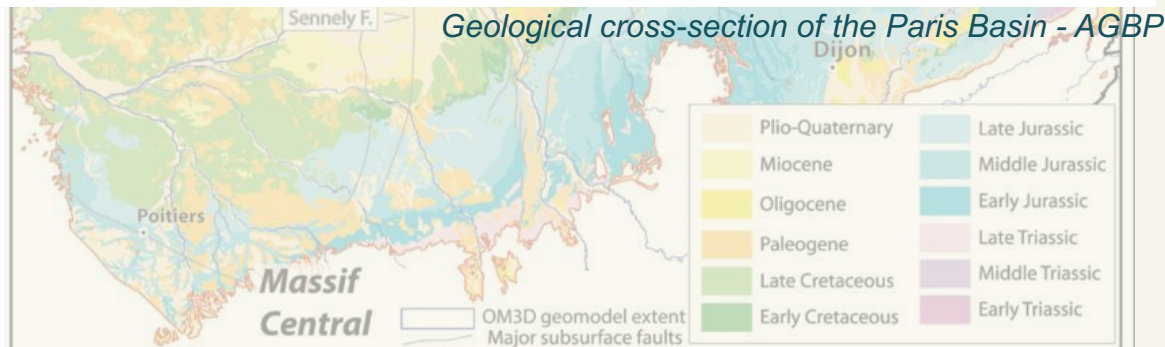 Sennely F.
Geological cross-section of the Paris Basin - AGBP
Dijon
Plio-Quaternary
Miocene
Oligocene
Paleogene
Late Cretaceous
Early Cretaceous
Late Jurassic
Middle Jurassic
Early Jurassic
Late Triassic
Middle Triassic
Early Triassic
Poitiers
Massif
Central
OM3D geomodel extent
Major subsurface faults